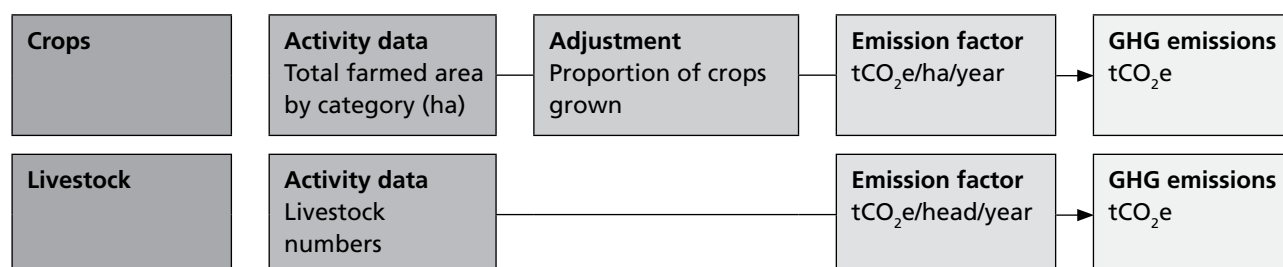 Crops
Activity data
Total farmed area
by category (ha)
Adjustment
Proportion of crops
grown
Emission factor
tCO₂e/ha/year
GHG emissions
tCO₂e
Livestock
Activity data
Livestock
numbers
Emission factor
tCO₂e/head/year
GHG emissions
tCO₂e